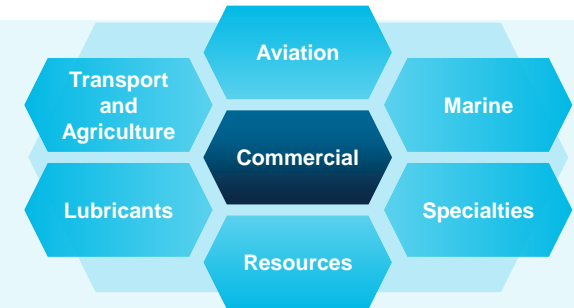 Aviation
Transport
and
Agriculture
Marine
Commercial
Lubricants
Specialties
Resources